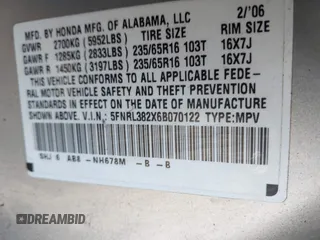 MFD. BY HONDA MFG. OF ALABAMA, LLC 2/'06
GVWR 2700KG (5952LBS) TIRE SIZE RIM SIZE
GAWR F 1285KG (2833LBS) 235/65R16 103T 16X7J
GAWR R 1450KG (3197LBS) 235/65R16 103T 16X7J
THIS VEHICLE CONFORMS TO ALL APPLICABLE FEDE-
RAL MOTOR VEHICLE SAFETY AND BUMPER
STANDARDS IN EFFECT ON THE DATE OF MANUFACTURE
SHOWN ABOVE. V.I.N.: 5FNRL382X6B070122 TYPE:MPV
SHJ 6 AB8 -NH678M -B -B
DREAMBID